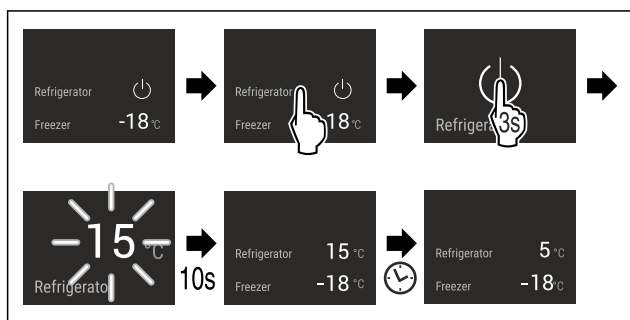 Refrigerator
Freezer -18 °C
Refrigerator
Freezer 18 °C
Refrigera 3s
15 °C
Refrigerato
10s
Refrigerator 15 °C
Freezer -18 °C
Refrigerator 5 °C
Freezer -18 °C